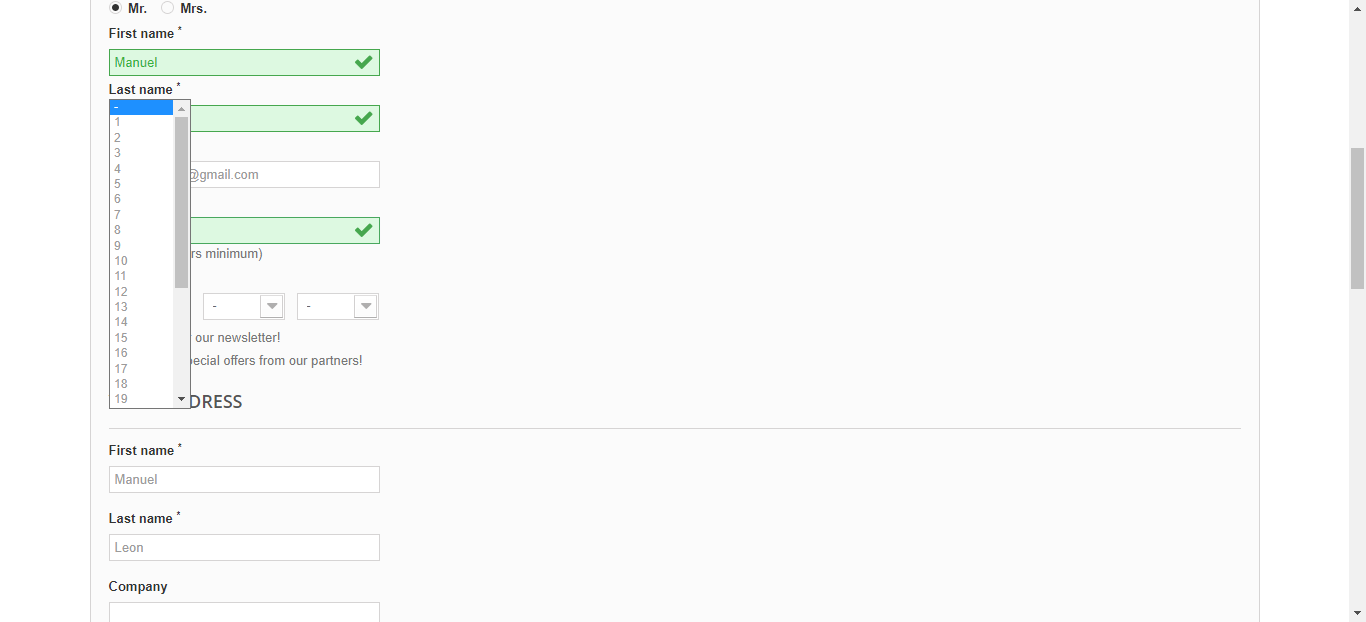 Mr. Mrs.
First name *
Manuel
Last name *
-
1
2
3
4
5
6
7
8
9
10
11
12
13
14
15
16
17
18
19
@gmail.com
rs minimum)
- -
our newsletter!
pecial offers from our partners!
DRESS
First name *
Manuel
Last name *
Leon
Company